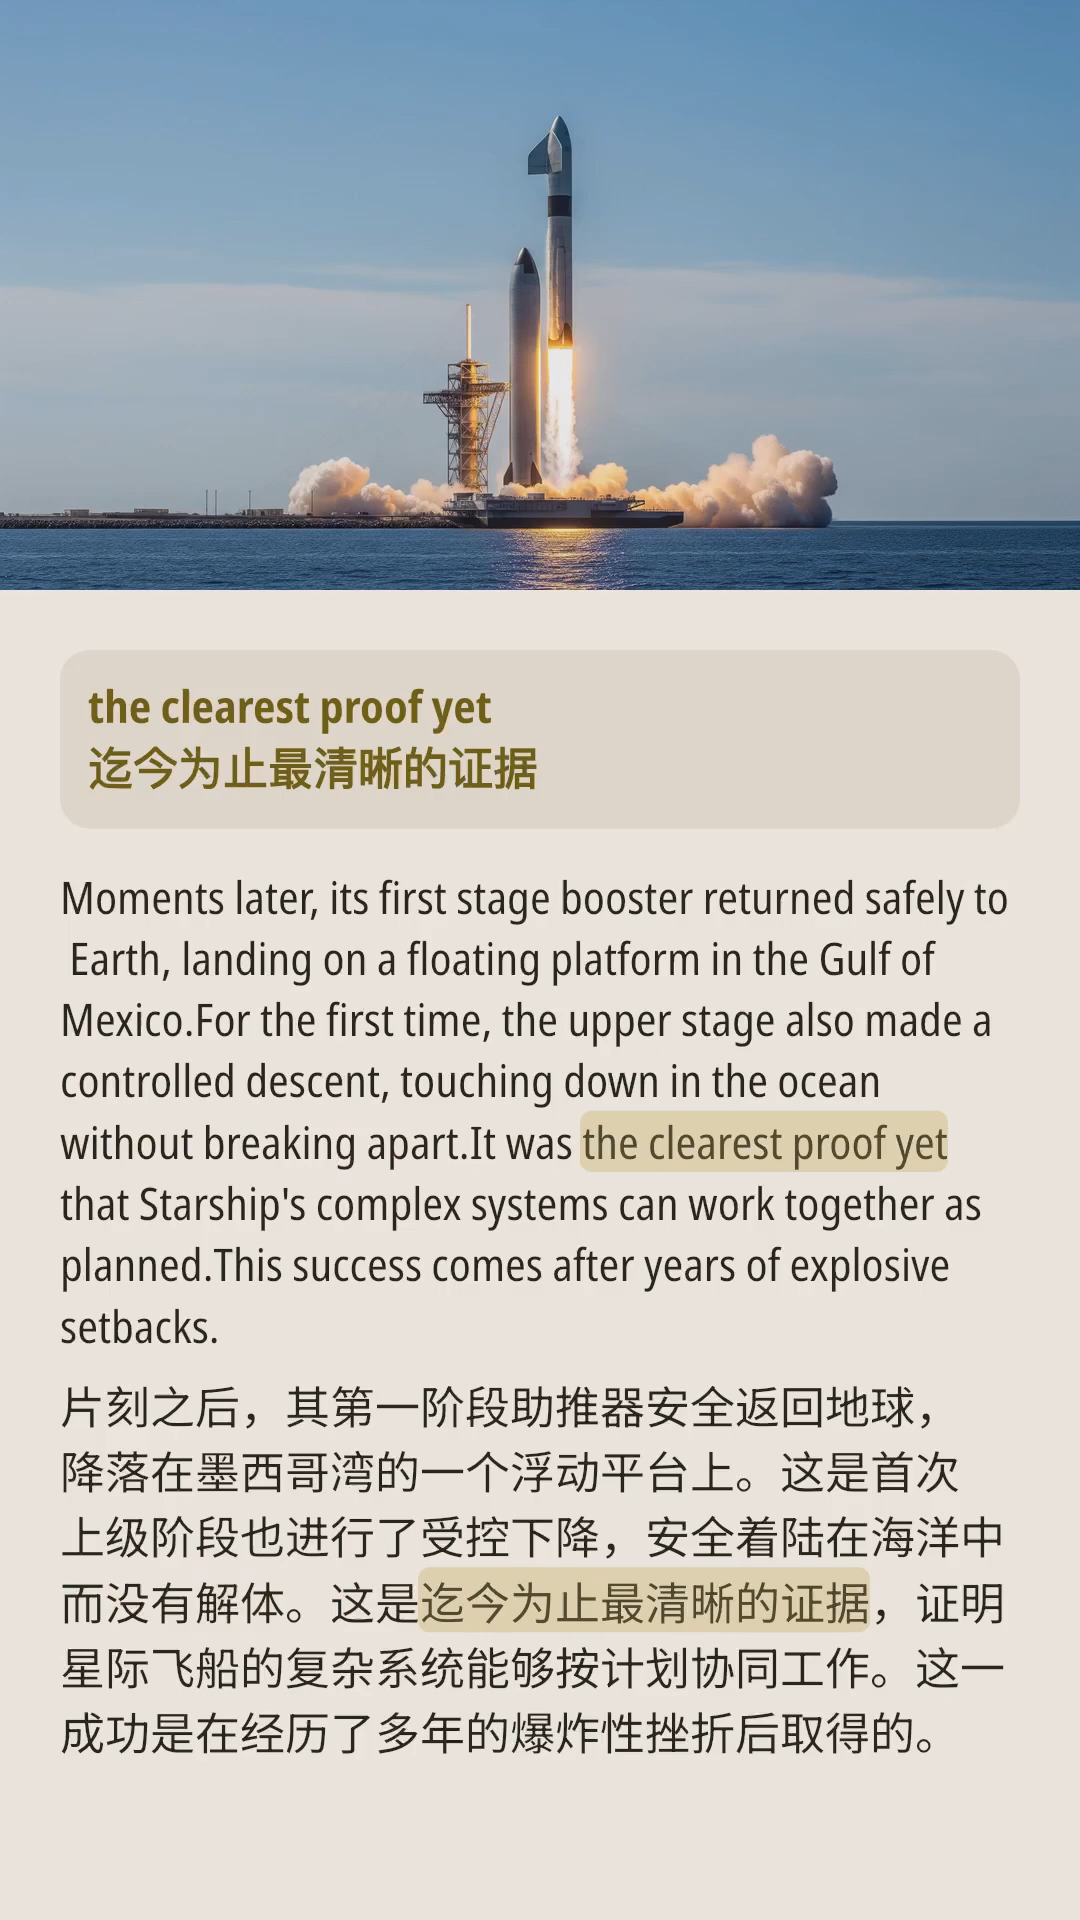 the clearest proof yet
迄今为止最清晰的证据
Moments later, its first stage booster returned safely to
Earth, landing on a floating platform in the Gulf of
Mexico.For the first time, the upper stage also made a
controlled descent, touching down in the ocean
without breaking apart.It was the clearest proof yet
that Starship's complex systems can work together as
planned.This success comes after years of explosive
setbacks.
片刻之后，其第一阶段助推器安全返回地球，
降落在墨西哥湾的一个浮动平台上。这是首次
上级阶段也进行了受控下降，安全着陆在海洋中
而没有解体。这是迄今为止最清晰的证据，证明
星际飞船的复杂系统能够按计划协同工作。这一
成功是在经历了多年的爆炸性挫折后取得的。